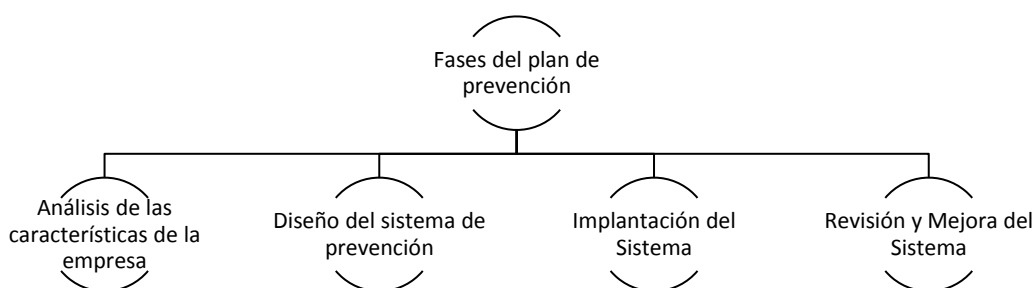 Fases del plan de
prevención
Análisis de las
características de la
empresa
Diseño del sistema de
prevención
Implantación del
Sistema
Revisión y Mejora del
Sistema